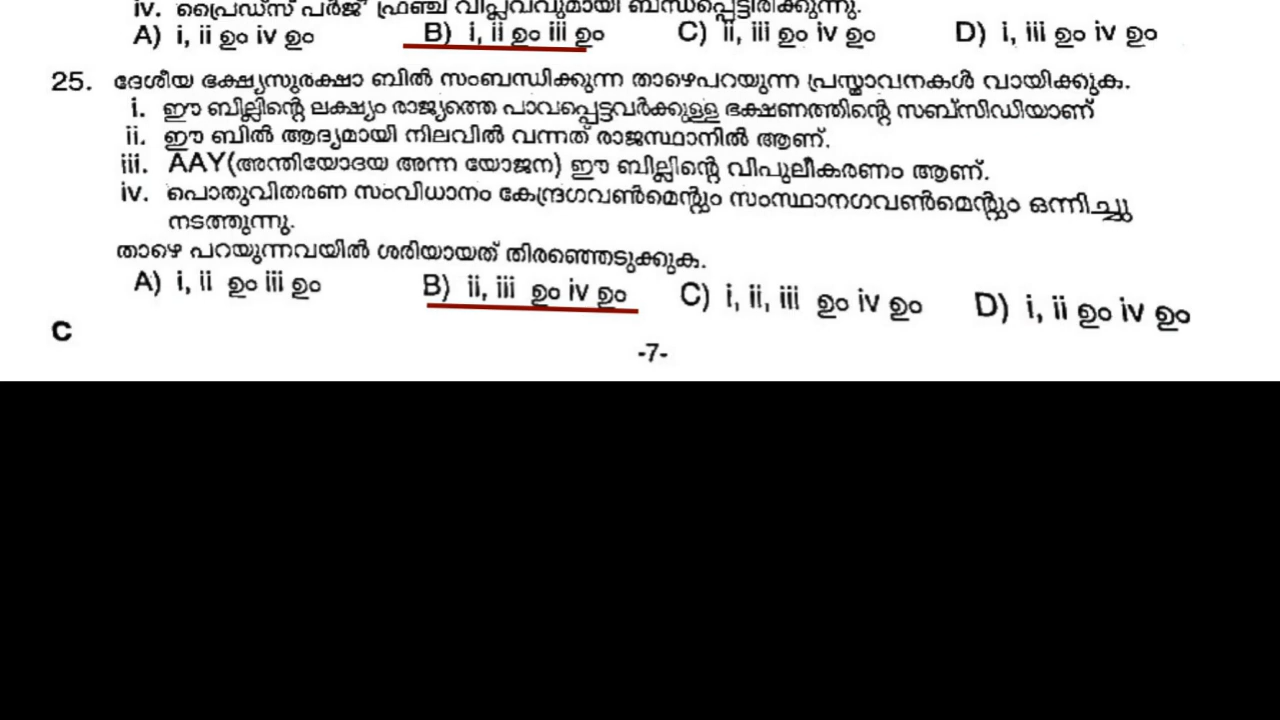 iv. പ്രൈഡ്സ് പർജ് ഫ്രഞ്ച് വിപ്ലവവുമായി ബന്ധപ്പെട്ടിരിക്കുന്നു.
A) i, ii ഉം iv ഉം B) i, ii ഉം iii ഉം C) ii, iii ഉം iv ഉം D) i, iii ഉം iv ഉം
25. ദേശീയ ഭക്ഷ്യസുരക്ഷാ ബിൽ സംബന്ധിക്കുന്ന താഴെപറയുന്ന പ്രസ്താവനകൾ വായിക്കുക.
i. ഈ ബില്ലിന്റെ ലക്ഷ്യം രാജ്യത്തെ പാവപ്പെട്ടവർക്കുള്ള ഭക്ഷണത്തിന്റെ സബ്സിഡിയാണ്
ii. ഈ ബിൽ ആദ്യമായി നിലവിൽ വന്നത് രാജസ്ഥാനിൽ ആണ്.
iii. AAY(അന്തിയോദയ അന്ന യോജന) ഈ ബില്ലിന്റെ വിപുലീകരണം ആണ്.
iv. പൊതുവിതരണ സംവിധാനം കേന്ദ്രഗവൺമെന്റും സംസ്ഥാനഗവൺമെന്റും ഒന്നിച്ചു
നടത്തുന്നു.
താഴെ പറയുന്നവയിൽ ശരിയായത് തിരഞ്ഞെടുക്കുക.
A) i, ii ഉം iii ഉം B) ii, iii ഉം iv ഉം C) i, ii, iii ഉം iv ഉം D) i, ii ഉം iv ഉം
C
-7-